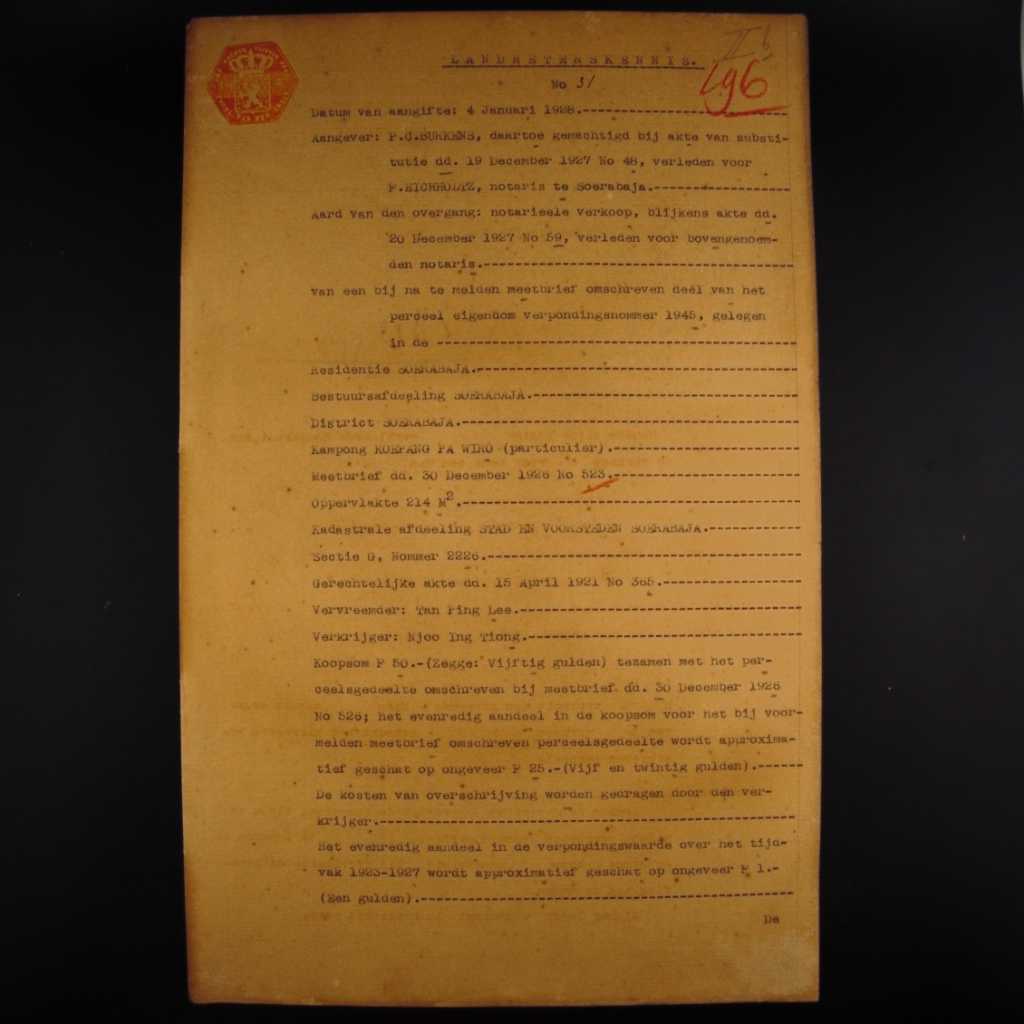 II b
496
LANDMETERSKENNIS.
No 31
Datum van aangifte: 4 Januari 1928.-
Aangever: P.C.BURKENS, daartoe gemachtigd bij akte van substi-
tutie dd. 19 December 1927 No 48, verleden voor
F.EICHHOLTZ, notaris te Soerabaja.-
Aard van den overgang: notarieele verkoop, blijkens akte dd.
20 December 1927 No 59, verleden voor bovengenoem-
den notaris.-
van een bij na te melden meetbrief omschreven deel van het
perceel eigendom verpondingsnommer 1945, gelegen
in de -
Residentie SOERABAJA.-
Bestuursafdeeling SOERABAJA.-
District SOERABAJA.-
Kampong KOEPANG PA WIRO (particulier).-
Meetbrief dd. 30 December 1926 No 523.-
Oppervlakte 214 M2.-
Kadastrale afdeeling STAD EN VOORSTEDEN SOERABAJA.-
Sectie G, Nommer 2226.-
Gerechtelijke akte dd. 15 April 1921 No 365.-
Vervreemder: Tan Ping Lee.-
Verkrijger: Njoo Ing Tiong.-
Koopsom F 50.-(Zegge: Vijftig gulden) tezamen met het per-
ceelsgedeelte omschreven bij meetbrief dd. 30 December 1926
No 526; het evenredig aandeel in de koopsom voor het bij voor-
melden meetbrief omschreven perseelsgedeelte wordt approxima-
tief geschat op ongeveer F 25.-(Vijf en twintig gulden).-
De kosten van overschrijving worden gedragen door den ver-
krijger.-
Het evenredig aandeel in de verpondingswaarde over het tijd-
vak 1923-1927 wordt approximatief geschat op ongeveer F 1.-
(Een gulden).-
De